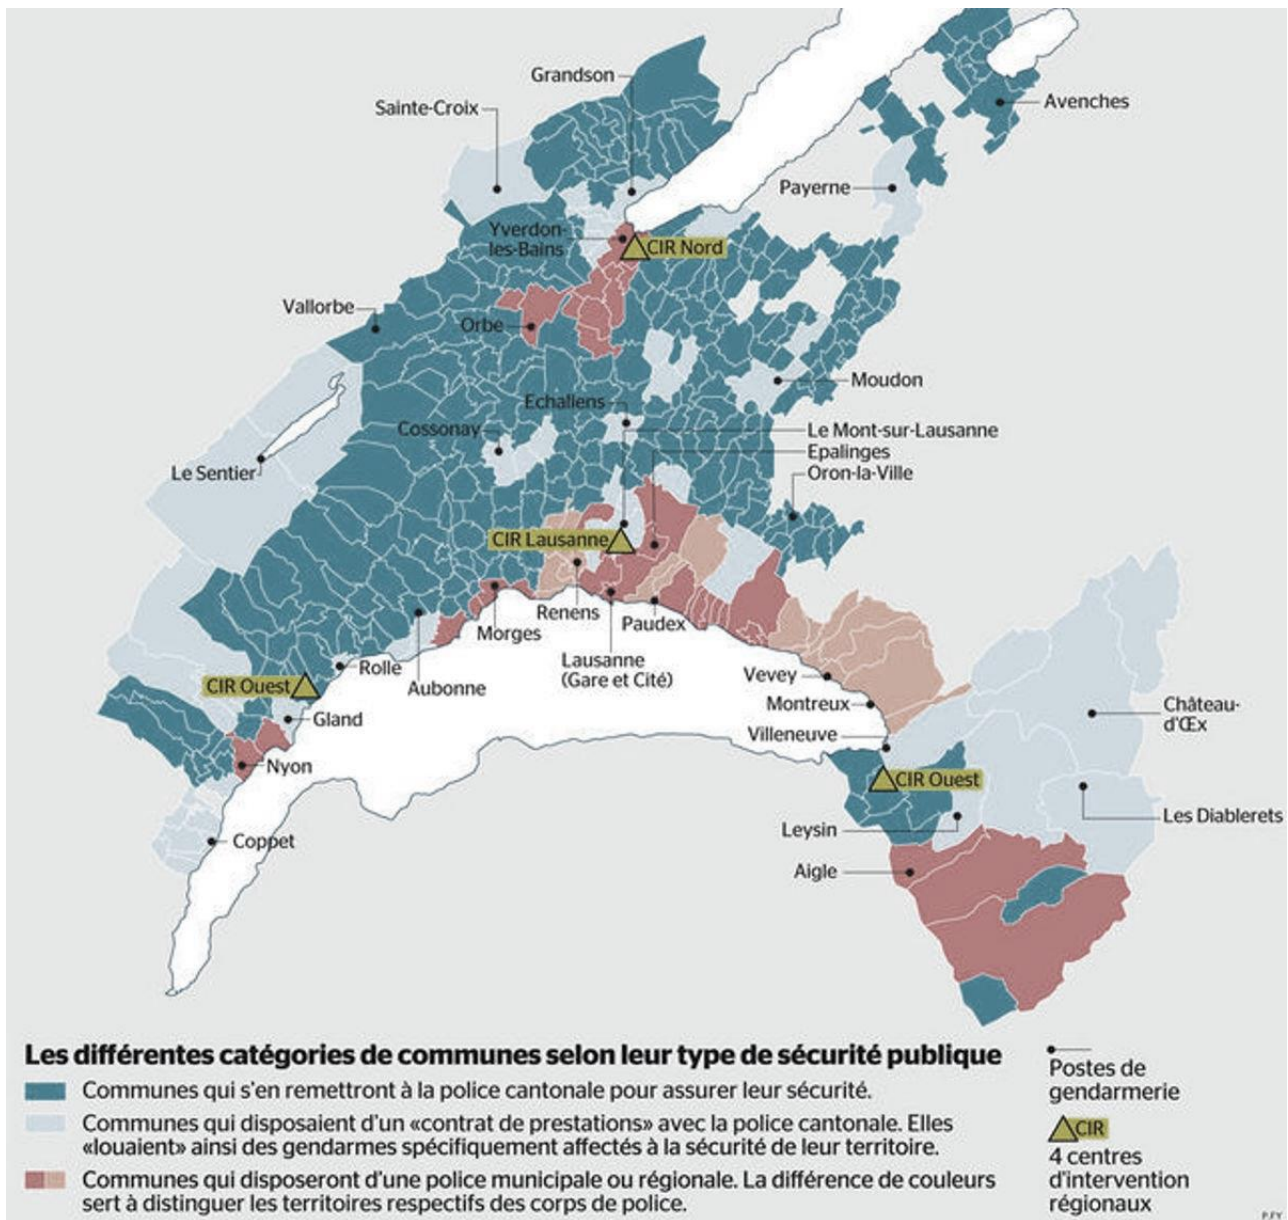 Grandson
Sainte-Croix
Avenches
Payerne
Yverdon-
les-Bains
CIR Nord
Vallorbe
Orbe
Moudon
Echallens
Cossonay
Le Mont-sur-Lausanne
Epalinges
Le Sentier
Oron-la-Ville
CIR Lausanne
Renens
Paudex
Morges
Lausanne
(Gare et Cité)
Rolle
Aubonne
CIR Ouest
Vevey
Gland
Montreux
Château-
d'Œx
Villeneuve
Nyon
CIR Ouest
Leysin
Les Diablerets
Coppet
Aigle
Les différentes catégories de communes selon leur type de sécurité publique
Communes qui s'en remettront à la police cantonale pour assurer leur sécurité.
Communes qui disposaient d'un «contrat de prestations» avec la police cantonale. Elles
«louaient» ainsi des gendarmes spécifiquement affectés à la sécurité de leur territoire.
Communes qui disposeront d'une police municipale ou régionale. La différence de couleurs
sert à distinguer les territoires respectifs des corps de police.
Postes de
gendarmerie
CIR
4 centres
d'intervention
régionaux
P.FY